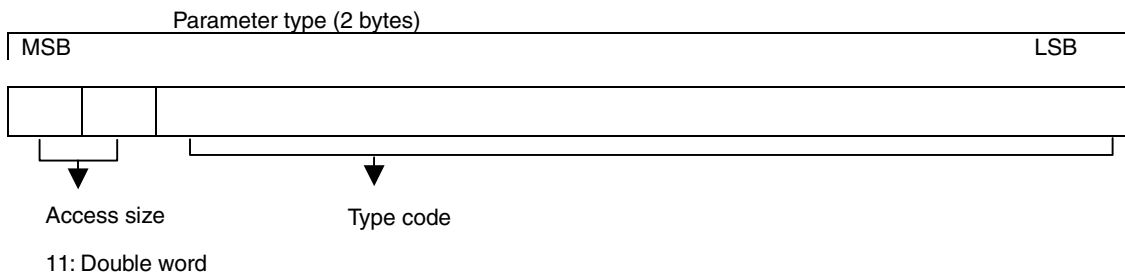 Parameter type (2 bytes)
MSB LSB
Access size Type code
11: Double word